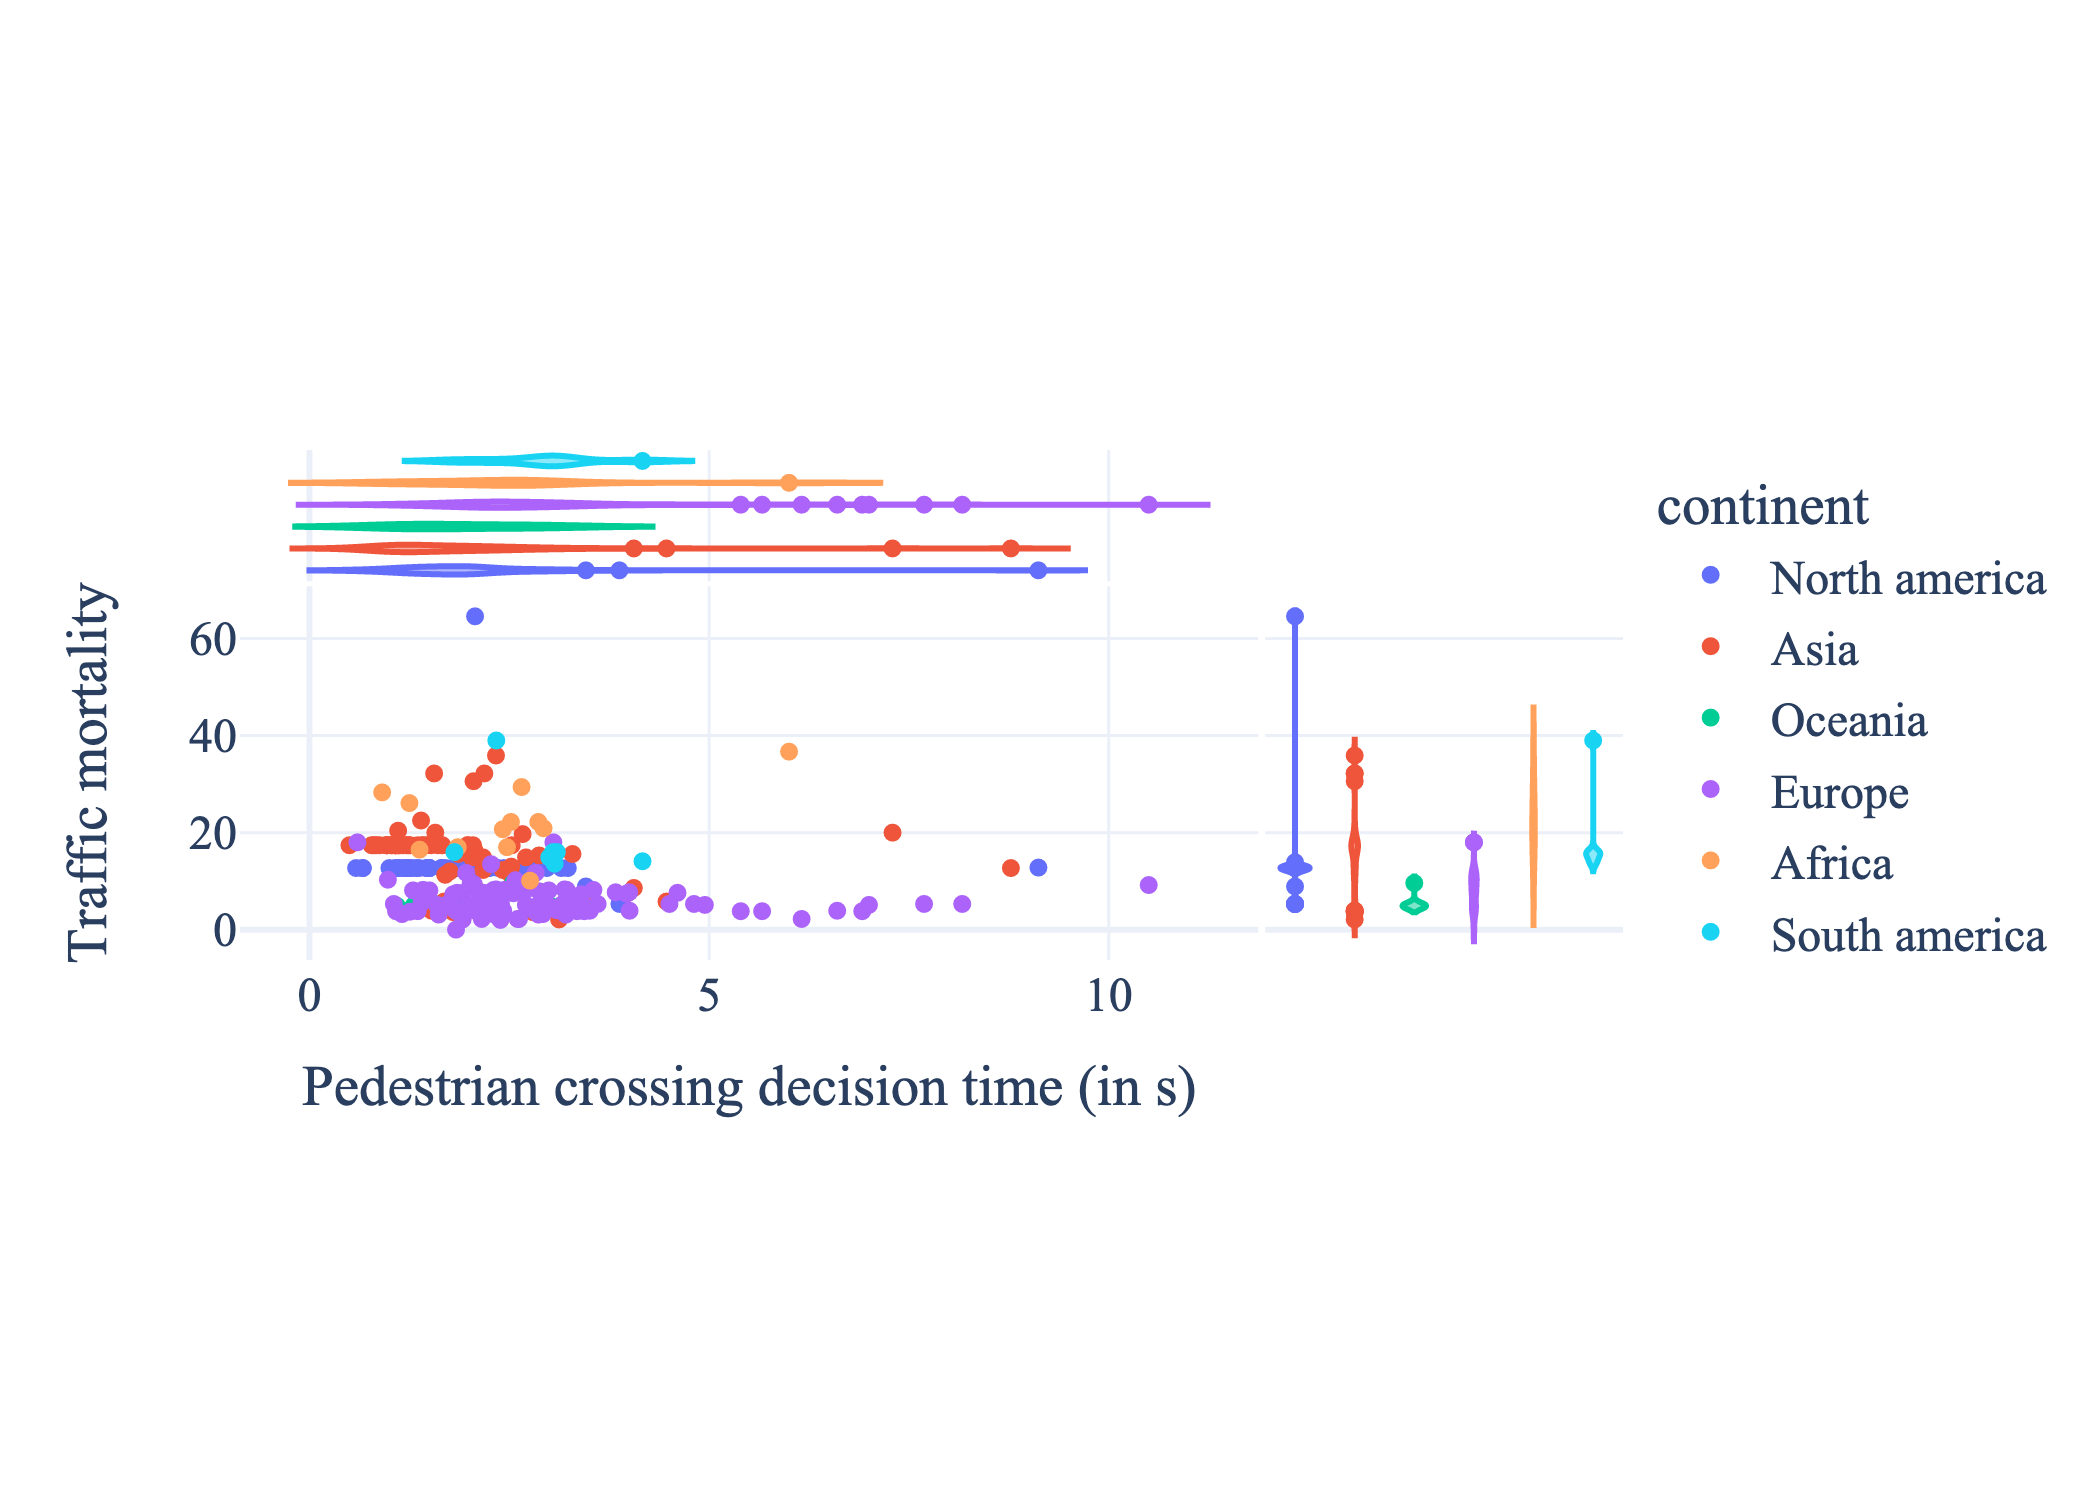 Traffic mortality
60
40
20
0
0
5
10
Pedestrian crossing decision time (in s)
continent
North america
Asia
Oceania
Europe
Africa
South america